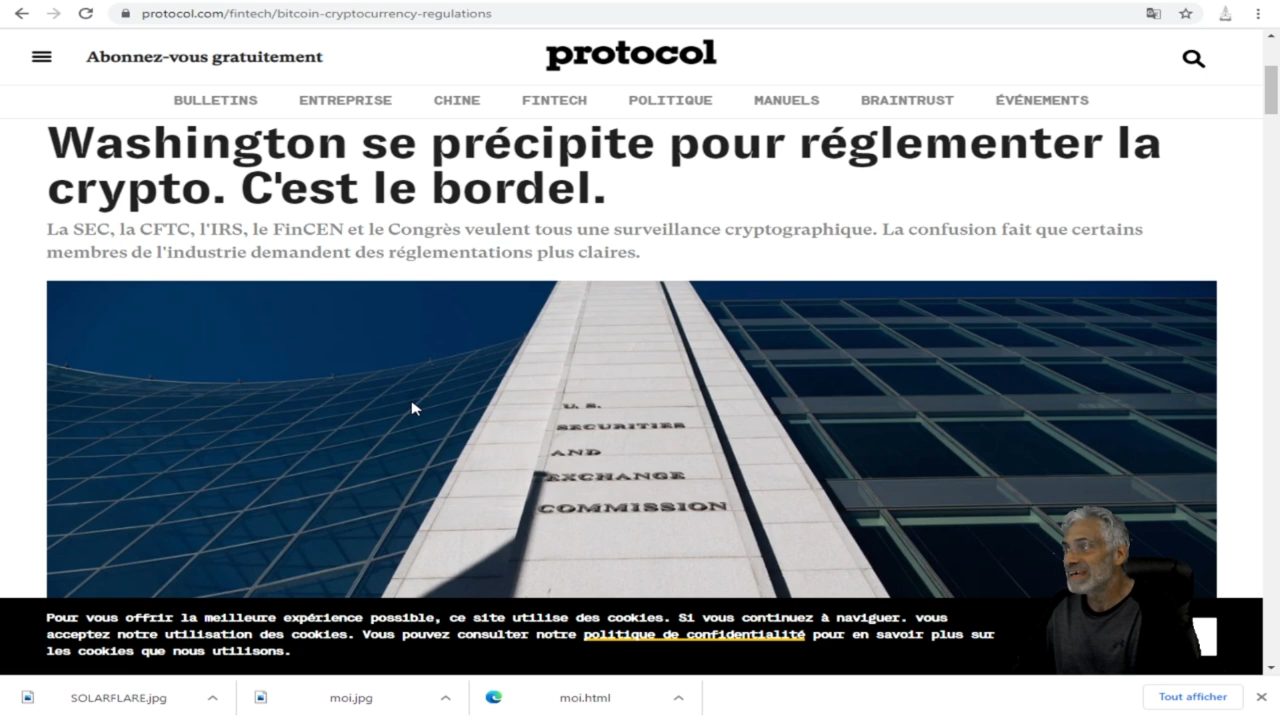 protocol.com/fintech/bitcoin-cryptocurrency-regulations
Abonnez-vous gratuitement
protocol
BULLETINS ENTREPRISE CHINE FINTECH POLITIQUE MANUELS BRAINTRUST ÉVÉNEMENTS
Washington se précipite pour réglementer la
crypto. C'est le bordel.
La SEC, la CFTC, l'IRS, le FinCEN et le Congrès veulent tous une surveillance cryptographique. La confusion fait que certains
membres de l'industrie demandent des réglementations plus claires.
U. S.
SECURITIES
AND
EXCHANGE
COMMISSION
Pour vous offrir la meilleure expérience possible, ce site utilise des cookies. Si vous continuez à naviguer. vous
acceptez notre utilisation des cookies. Vous pouvez consulter notre politique de confidentialité pour en savoir plus sur
les cookies que nous utilisons.
SOLARFLARE.jpg moi.jpg moi.html Tout afficher